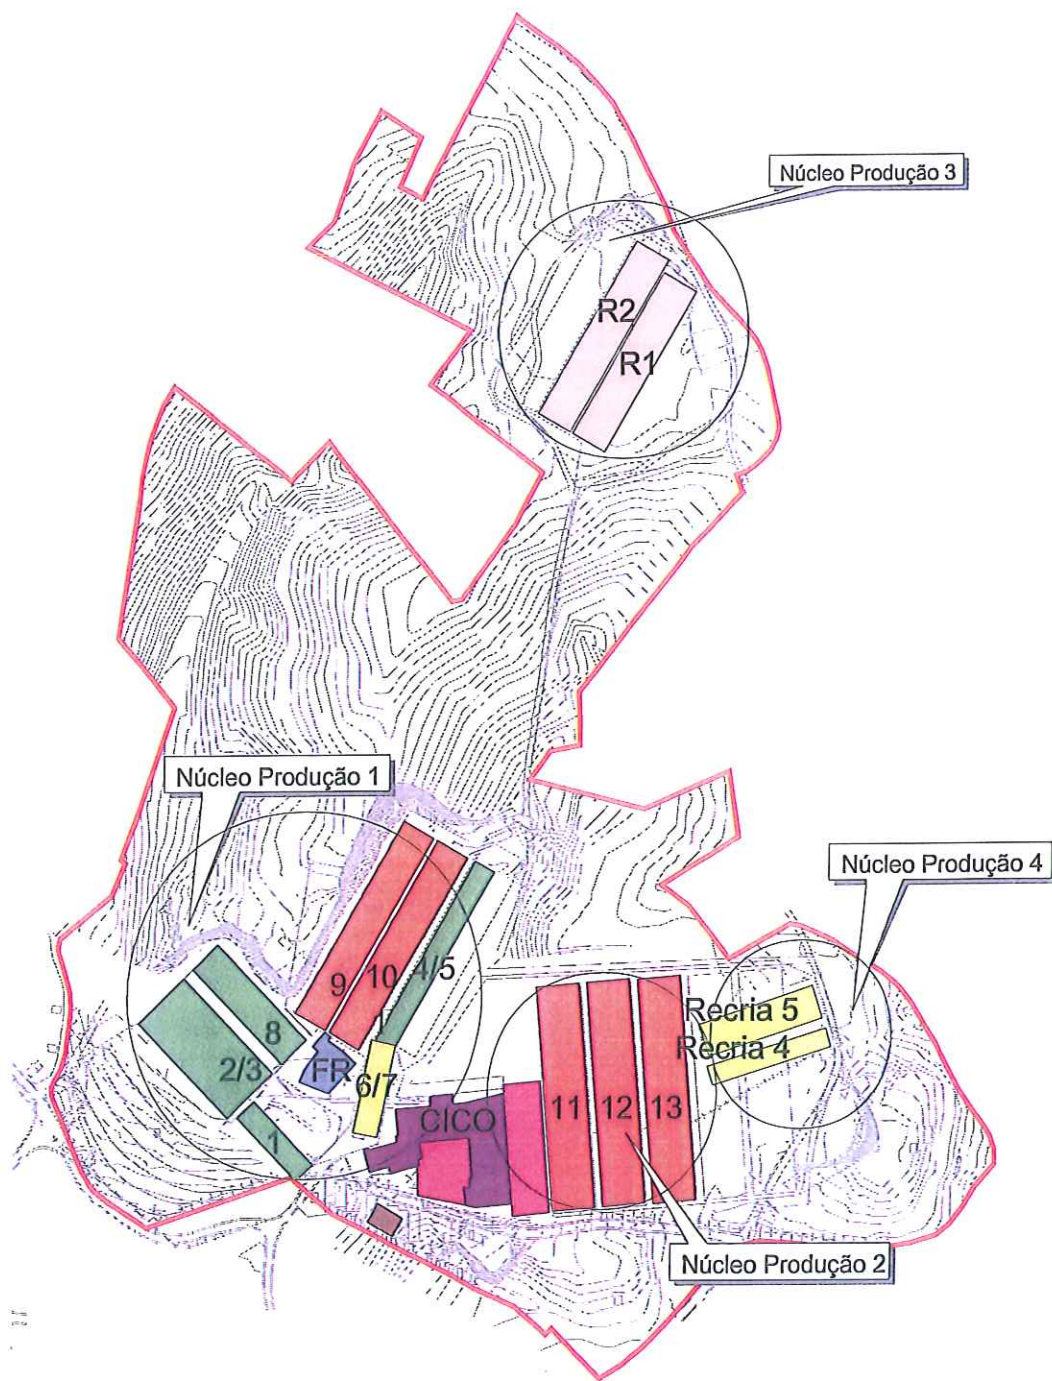 Núcleo Produção 3
R2
R1
Núcleo Produção 1
Núcleo Produção 4
9
10
4/5
8
2/3
FR
6/7
1
CICO
11
12
13
Recria 5
Recria 4
Núcleo Produção 2